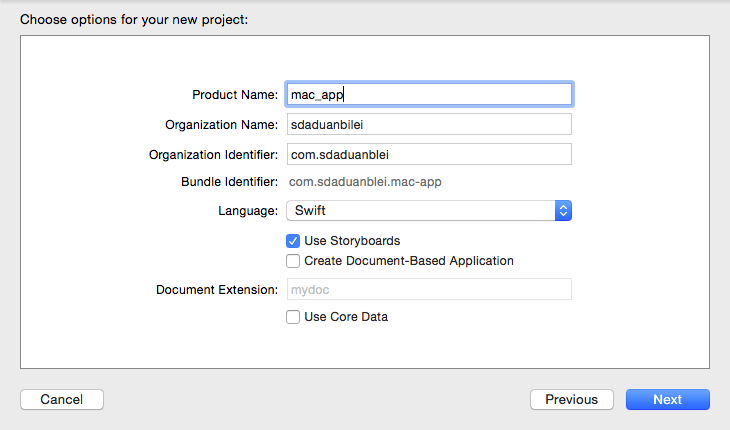 Choose options for your new project:
Product Name: mac_app
Organization Name: sdaduanbilei
Organization Identifier: com.sdaduanblei
Bundle Identifier: com.sdaduanblei.mac-app
Language: Swift
Use Storyboards
Create Document-Based Application
Document Extension: mydoc
Use Core Data
Cancel Previous Next